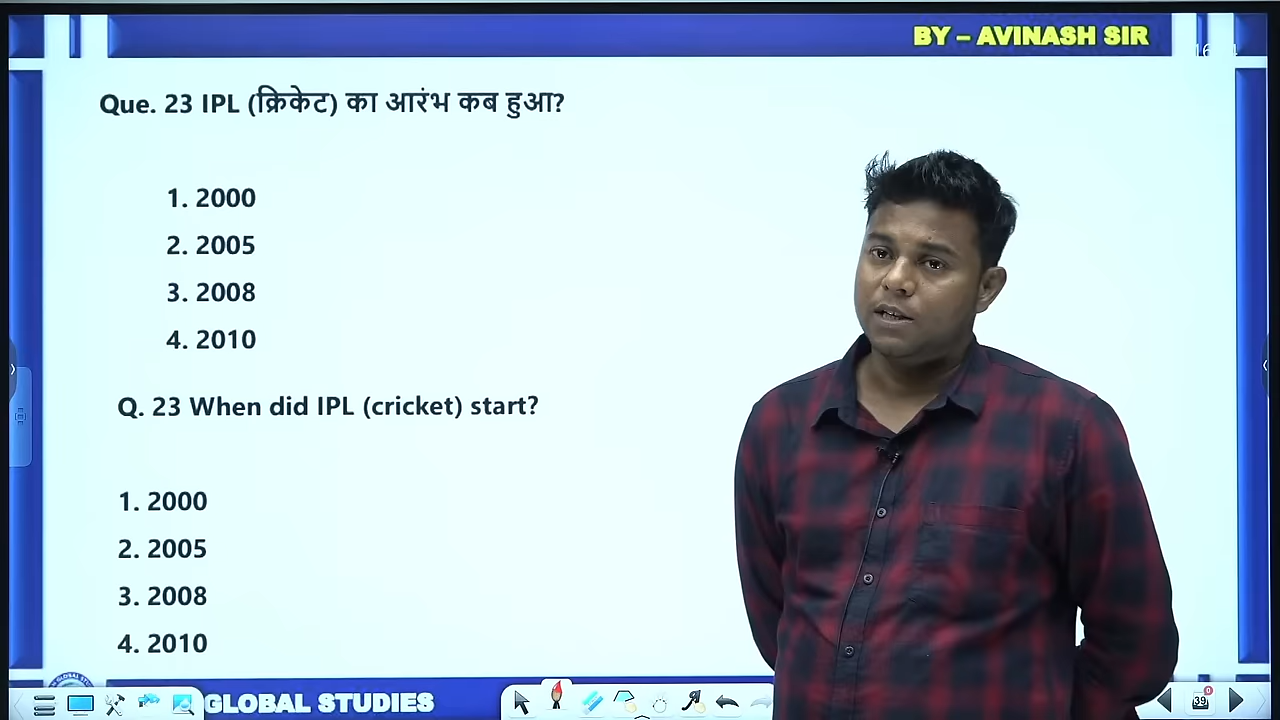 BY – AVINASH SIR
Que. 23 IPL (क्रिकेट) का आरंभ कब हुआ?
1. 2000
2. 2005
3. 2008
4. 2010
Q. 23 When did IPL (cricket) start?
1. 2000
2. 2005
3. 2008
4. 2010
GLOBAL STUDIES
39